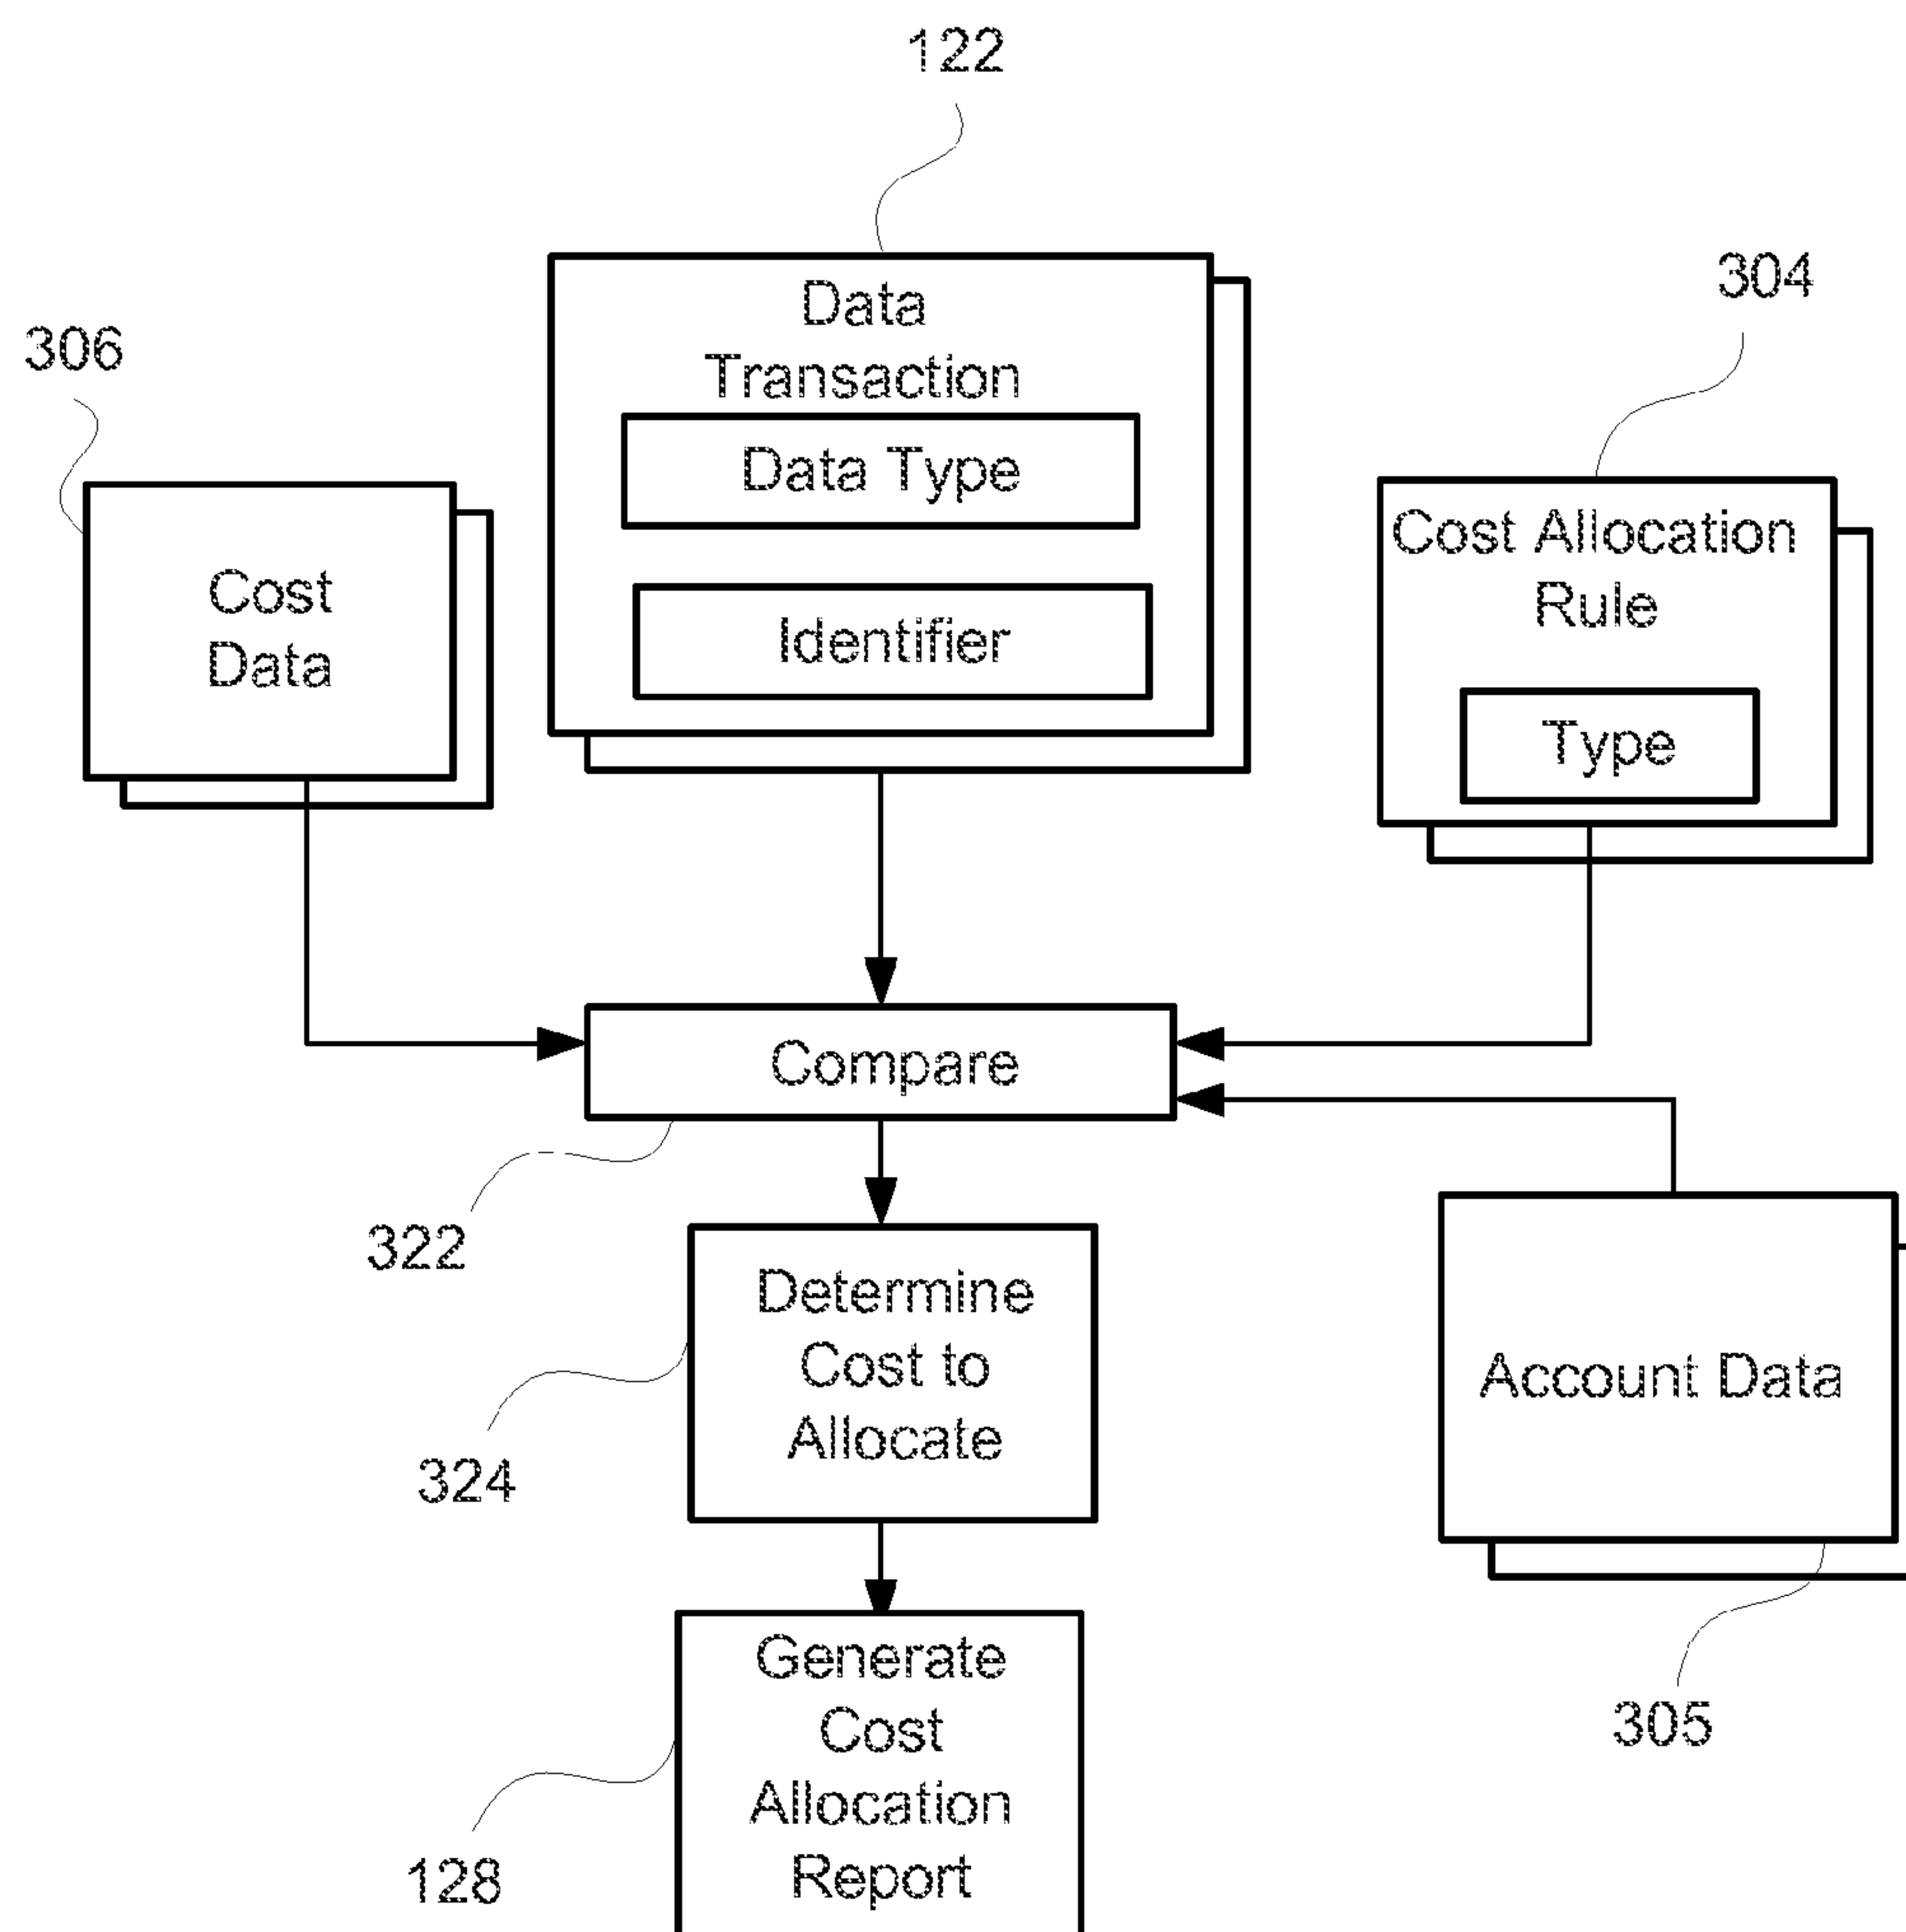 122
304
306
Data
Transaction
Data Type
Identifier
Cost
Data
Cost Allocation
Rule
Type
Compare
322
Determine
Cost to
Allocate
324
Account Data
305
Generate
Cost
Allocation
Report
128